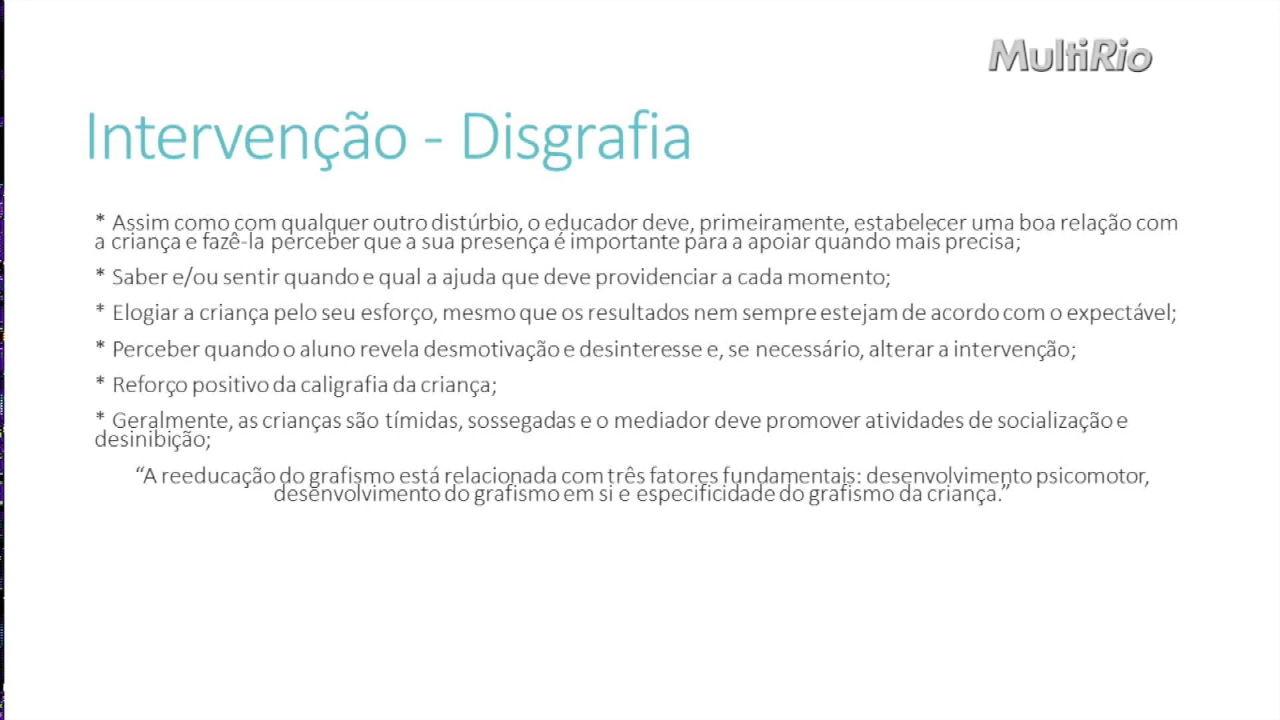 MultiRio
Intervenção - Disgrafia
* Assim como com qualquer outro distúrbio, o educador deve, primeiramente, estabelecer uma boa relação com
a criança e fazê-la perceber que a sua presença é importante para a apoiar quando mais precisa;
* Saber e/ou sentir quando e qual a ajuda que deve providenciar a cada momento;
* Elogiar a criança pelo seu esforço, mesmo que os resultados nem sempre estejam de acordo com o expectável;
* Perceber quando o aluno revela desmotivação e desinteresse e, se necessário, alterar a intervenção;
* Reforço positivo da caligrafia da criança;
* Geralmente, as crianças são tímidas, sossegadas e o mediador deve promover atividades de socialização e
desinibição;
“A reeducação do grafismo está relacionada com três fatores fundamentais: desenvolvimento psicomotor,
desenvolvimento do grafismo em si e especificidade do grafismo da criança.”